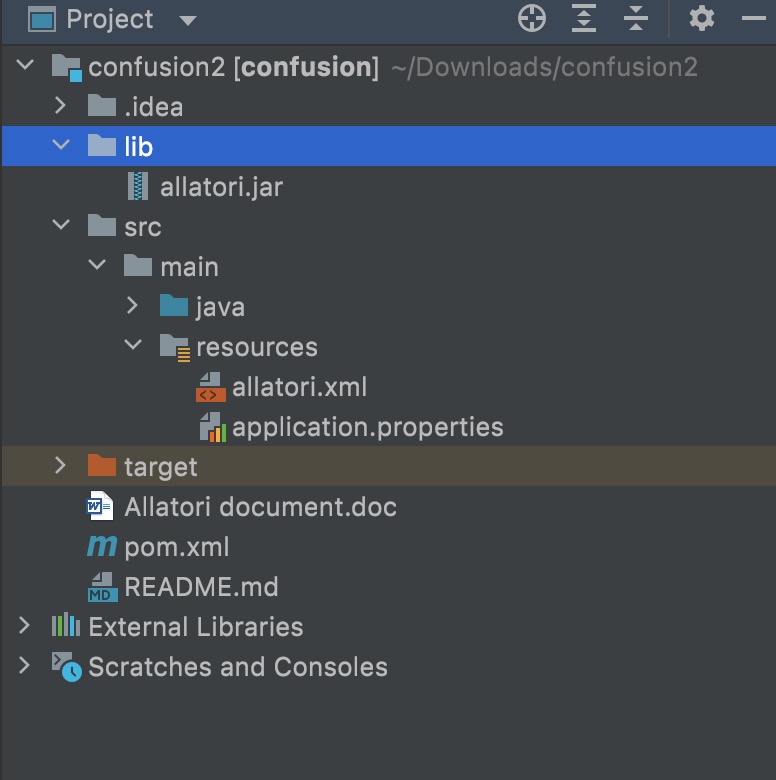 Project
confusion2 [confusion] ~/Downloads/confusion2
.idea
lib
allatori.jar
src
main
java
resources
allatori.xml
application.properties
target
Allatori document.doc
pom.xml
README.md
External Libraries
Scratches and Consoles